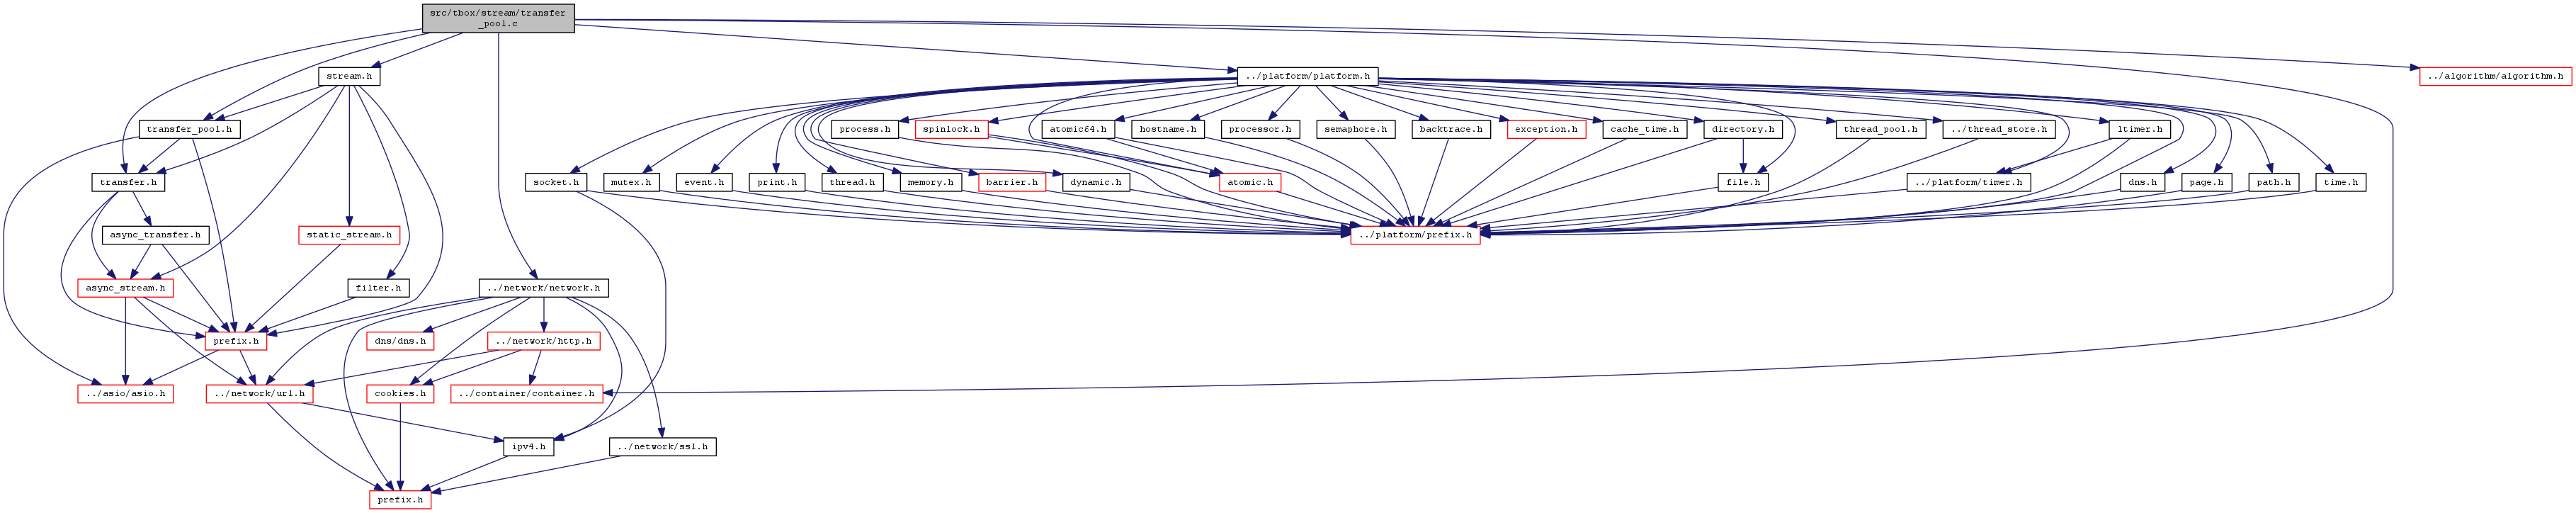 src/tbox/stream/transfer
_pool.c
stream.h
../platform/platform.h
../algorithm/algorithm.h
transfer_pool.h
process.h
spinlock.h
atomic64.h
hostname.h
processor.h
semaphore.h
backtrace.h
exception.h
cache_time.h
directory.h
thread_pool.h
../thread_store.h
ltimer.h
transfer.h
socket.h
mutex.h
event.h
print.h
thread.h
memory.h
barrier.h
dynamic.h
atomic.h
file.h
../platform/timer.h
dns.h
page.h
path.h
time.h
async_transfer.h
static_stream.h
../platform/prefix.h
async_stream.h
filter.h
../network/network.h
prefix.h
dns/dns.h
../network/http.h
../asio/asio.h
../network/url.h
cookies.h
../container/container.h
ipv4.h
../network/ssl.h
prefix.h